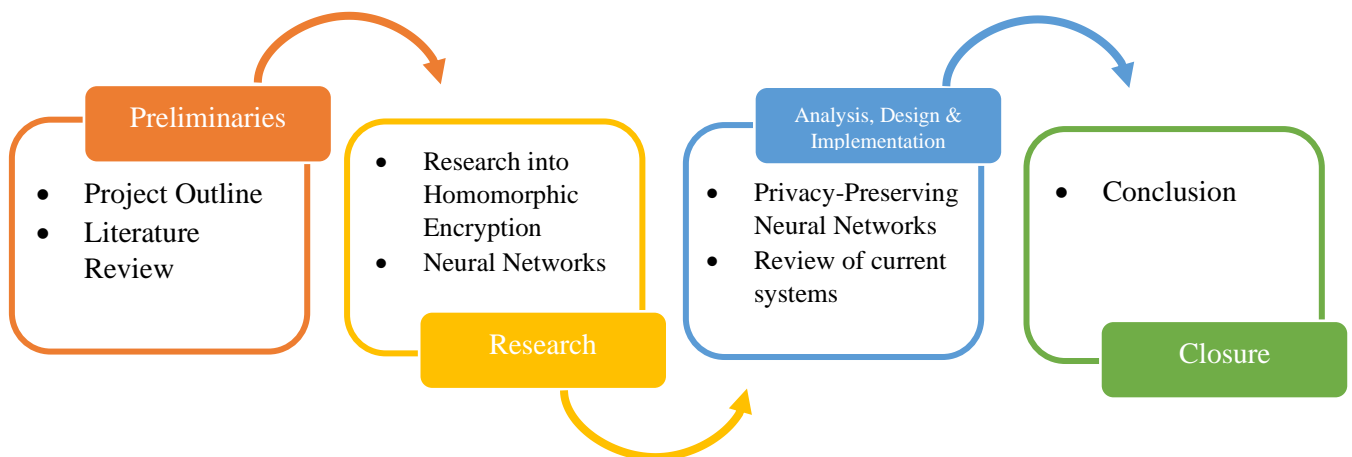 Preliminaries
• Project Outline
• Literature
Review
• Research into
Homomorphic
Encryption
• Neural Networks
Research
Analysis, Design &
Implementation
• Privacy-Preserving
Neural Networks
• Review of current
systems
• Conclusion
Closure